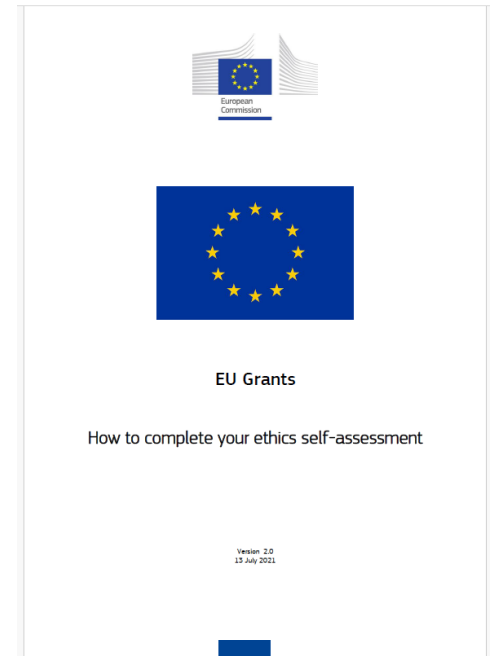 European
Commission
EU Grants
How to complete your ethics self-assessment
Version 2.0
13 July 2021